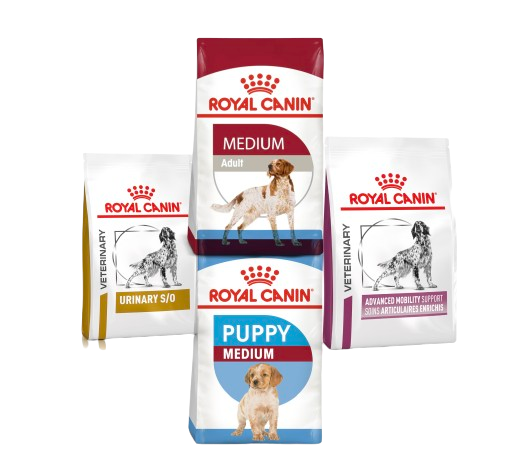 ROYAL CANIN®
MEDIUM
Adult
ROYAL CANIN®
VETERINARY
URINARY S/O
ROYAL CANIN®
VETERINARY
ADVANCED MOBILITY SUPPORT
SOINS ARTICULAIRES ENRICHIS
ROYAL CANIN®
PUPPY
MEDIUM